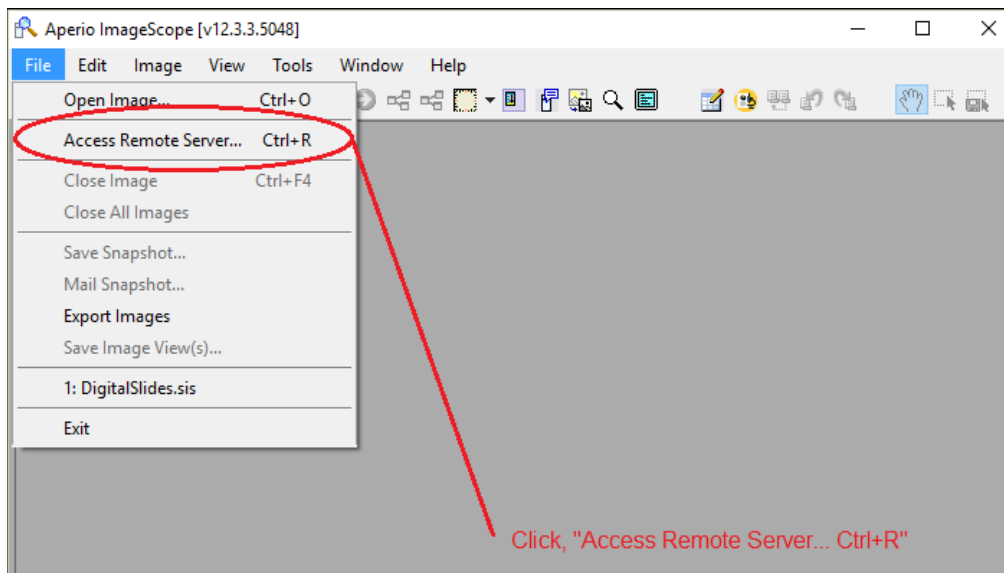 Aperio ImageScope [v12.3.3.5048]
File Edit Image View Tools Window Help
Open Image... Ctrl+O
Access Remote Server... Ctrl+R
Close Image Ctrl+F4
Close All Images
Save Snapshot...
Mail Snapshot...
Export Images
Save Image View(s)...
1: DigitalSlides.sis
Exit
Click, "Access Remote Server... Ctrl+R"